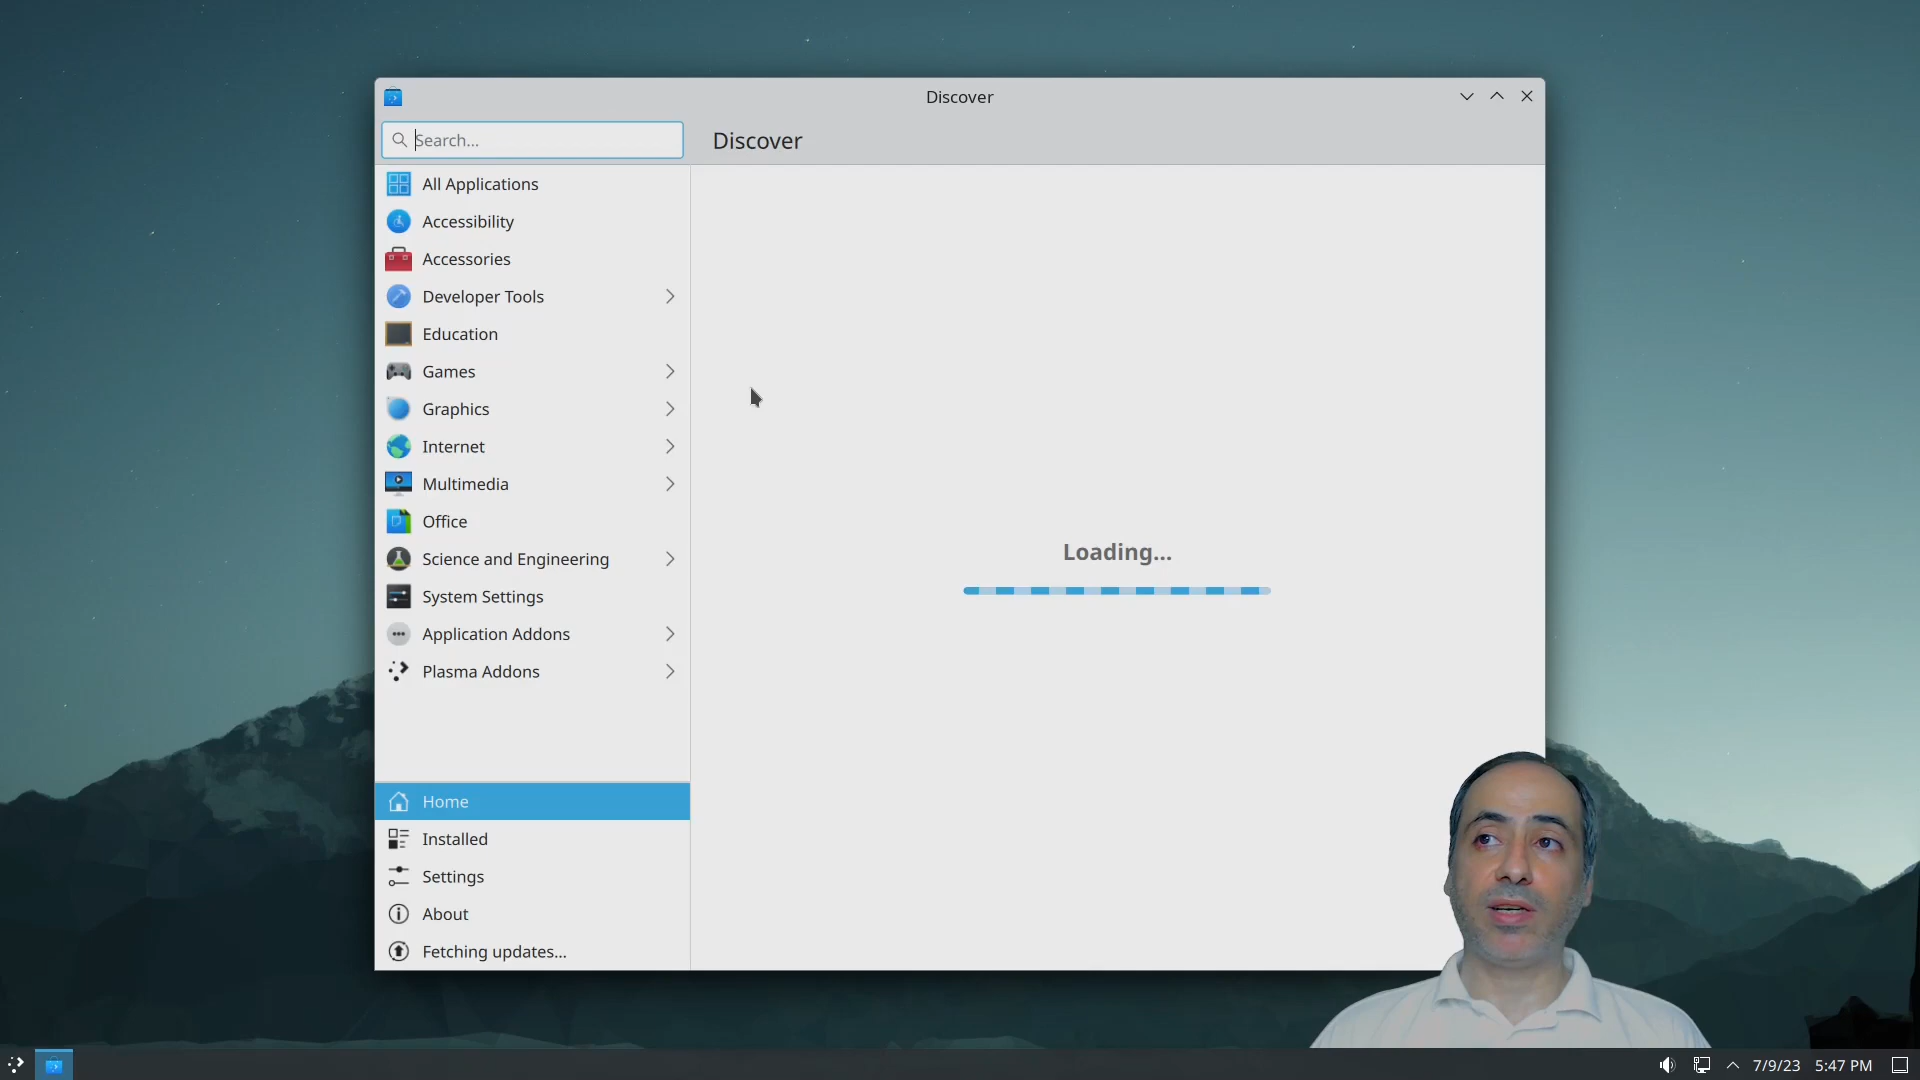 Discover
Search...
Discover
All Applications
Accessibility
Accessories
Developer Tools
Education
Games
Graphics
Internet
Multimedia
Office
Science and Engineering
System Settings
Application Addons
Plasma Addons
Loading...
Home
Installed
Settings
About
Fetching updates...
7/9/23 5:47 PM